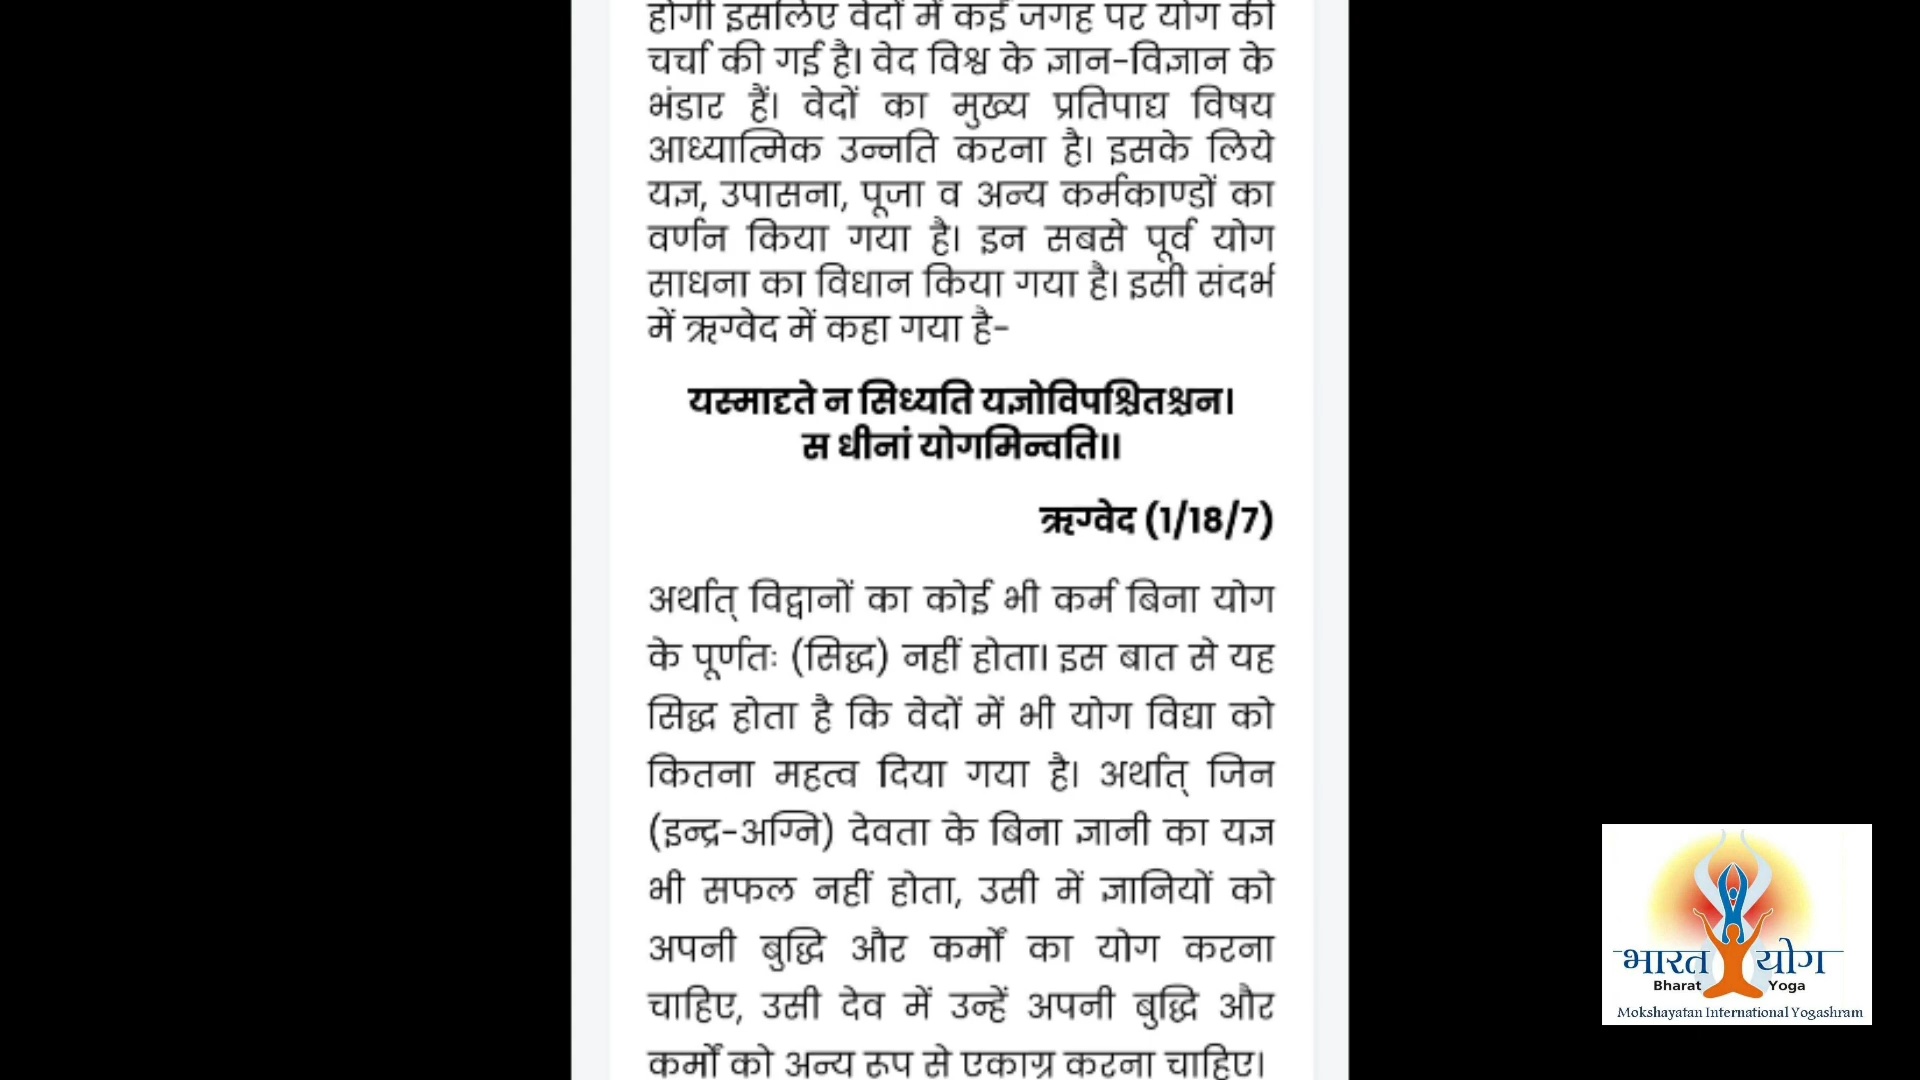 होगी इसलिए वेदों में कई जगह पर योग की
चर्चा की गई है। वेद विश्व के ज्ञान-विज्ञान के
भंडार हैं। वेदों का मुख्य प्रतिपाद्य विषय
आध्यात्मिक उन्नति करना है। इसके लिये
यज्ञ, उपासना, पूजा व अन्य कर्मकाण्डों का
वर्णन किया गया है। इन सबसे पूर्व योग
साधना का विधान किया गया है। इसी संदर्भ
में ऋग्वेद में कहा गया है-
यस्मादृते न सिध्यति यज्ञोविपश्चितश्चन।
स धीनां योगमिन्वति।।
ऋग्वेद (1/18/7)
अर्थात् विद्वानों का कोई भी कर्म बिना योग
के पूर्णतः (सिद्ध) नहीं होता। इस बात से यह
सिद्ध होता है कि वेदों में भी योग विद्या को
कितना महत्व दिया गया है। अर्थात् जिन
(इन्द्र-अग्नि) देवता के बिना ज्ञानी का यज्ञ
भी सफल नहीं होता, उसी में ज्ञानियों को
अपनी बुद्धि और कर्मों का योग करना
चाहिए, उसी देव में उन्हें अपनी बुद्धि और
कर्मों को अन्य रूप से एकाग्र करना चाहिए।
भारत योग
Bharat Yoga
Mokshayatan International Yogashram